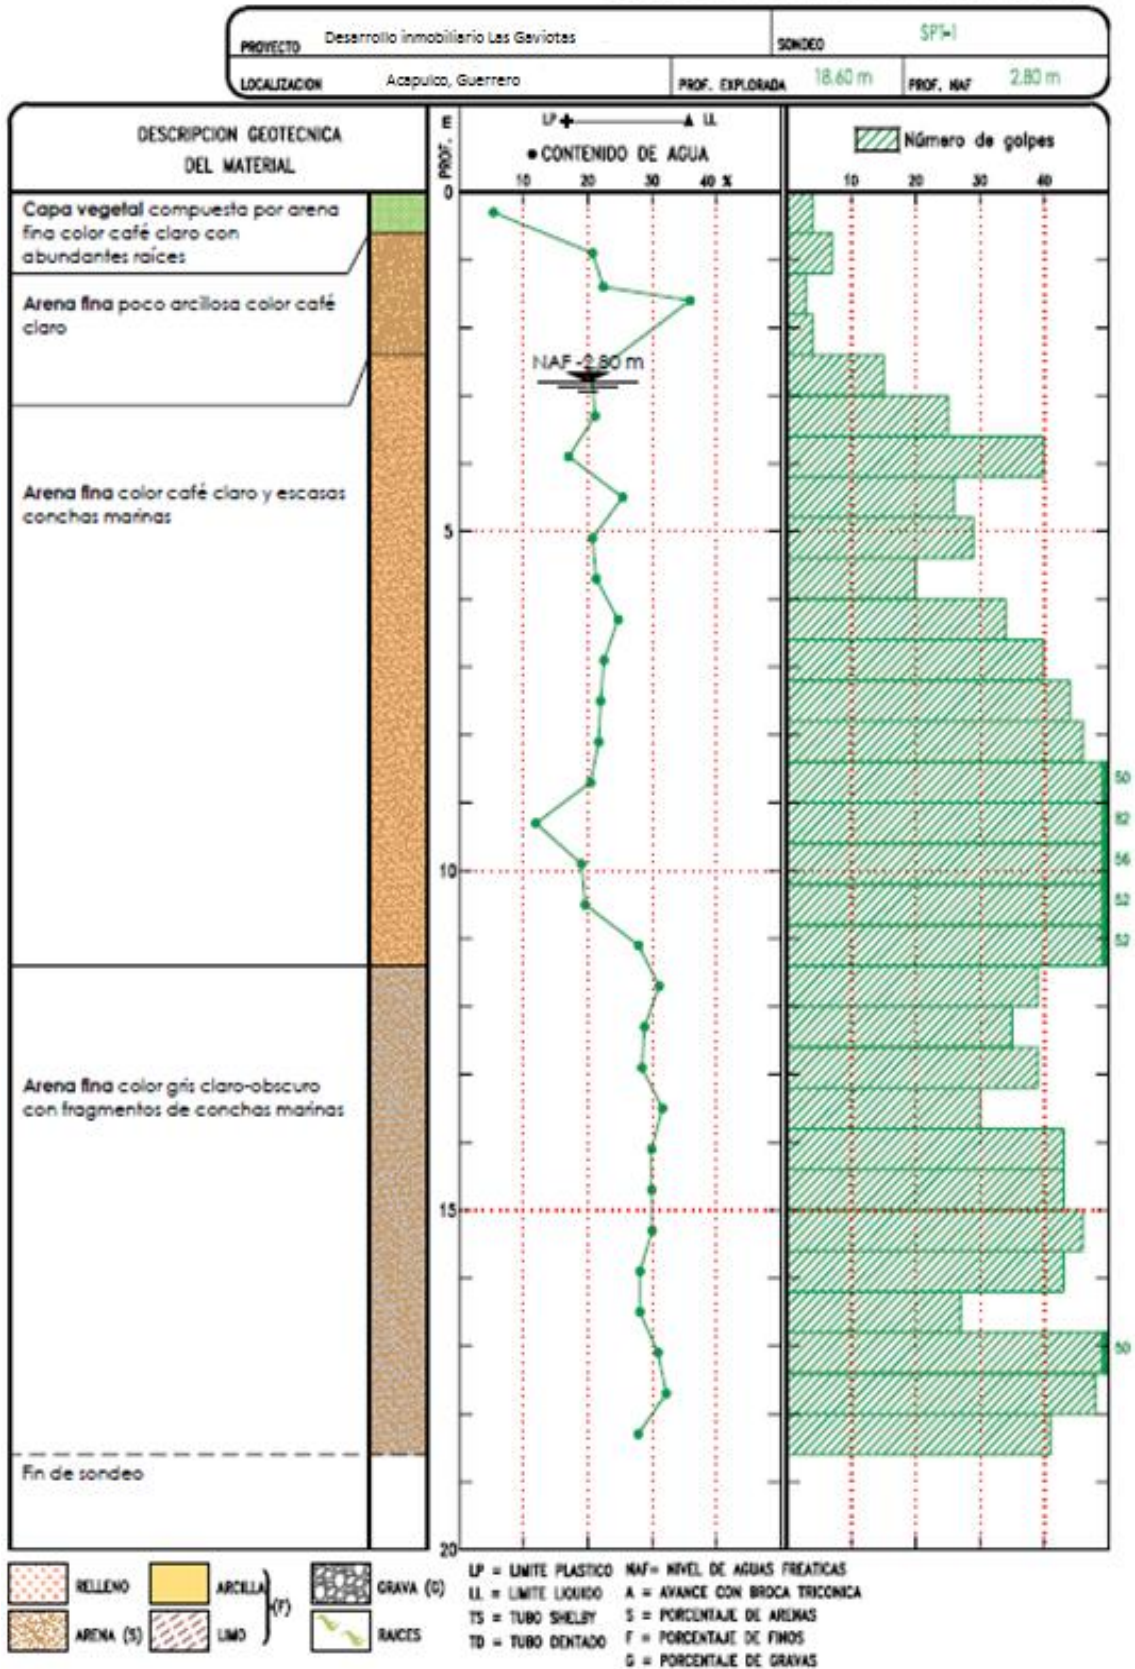 PROYECTO Desarrollo inmobiliario Las Gaviotas SONDEO SPT-1
LOCALIZACION Acapulco, Guerrero PROF. EXPLORADA 18.60 m PROF. NAF 2.80 m
DESCRIPCION GEOTECNICA
DEL MATERIAL
PROF. m
LP LL
CONTENIDO DE AGUA
10 20 30 40 %
Número de golpes
10 20 30 40
0
Capa vegetal compuesta por arena
fina color café claro con
abundantes raíces
Arena fina poco arcillosa color café
claro
NAF -2.80 m
Arena fina color café claro y escasas
conchas marinas
5
50
82
56
52
52
10
Arena fina color gris claro-obscuro
con fragmentos de conchas marinas
15
50
Fin de sondeo
20
RELLENO
ARCILLA
(F)
GRAVA (G)
ARENA (S)
LIMO
RAICES
LP = LIMITE PLASTICO NAF= NIVEL DE AGUAS FREATICAS
LL = LIMITE LIQUIDO A = AVANCE CON BROCA TRICONICA
TS = TUBO SHELBY S = PORCENTAJE DE ARENAS
TD = TUBO DENTADO F = PORCENTAJE DE FINOS
G = PORCENTAJE DE GRAVAS